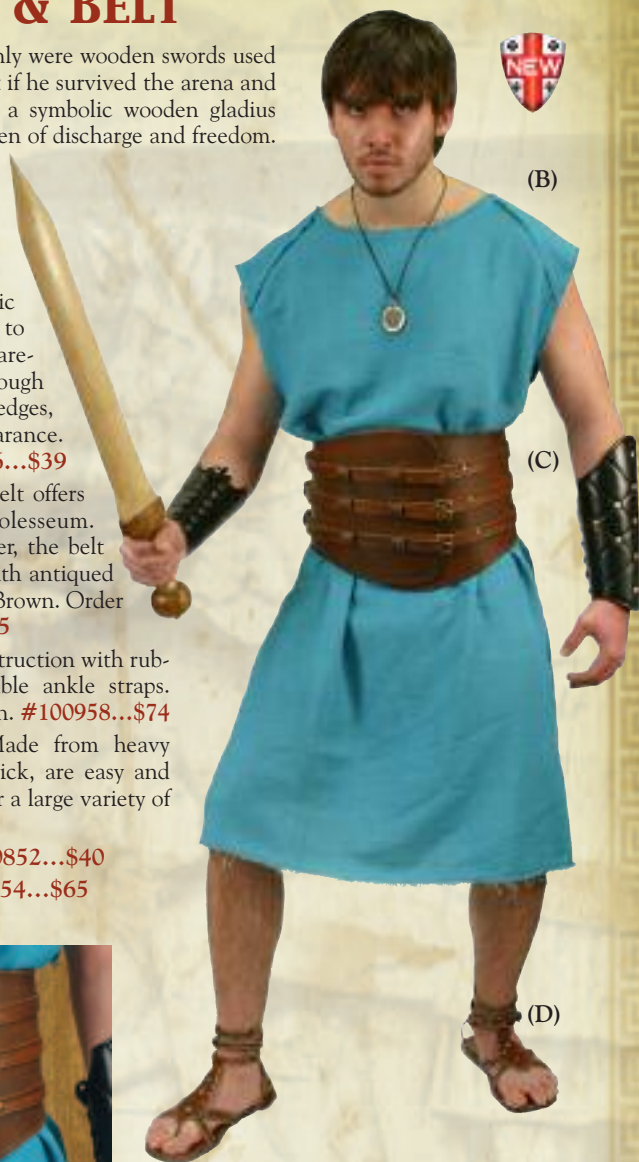 & BELT
nly were wooden swords used
if he survived the arena and
a symbolic wooden gladius
en of discharge and freedom.
NEW
(B)
ic
to
are-
ough
edges,
arance.
…$39
(C)
elt offers
olesseum.
er, the belt
th antiqued
Brown. Order
5
truction with rub-
ble ankle straps.
n. #100958…$74
Made from heavy
ick, are easy and
r a large variety of
0852…$40
54…$65
(D)